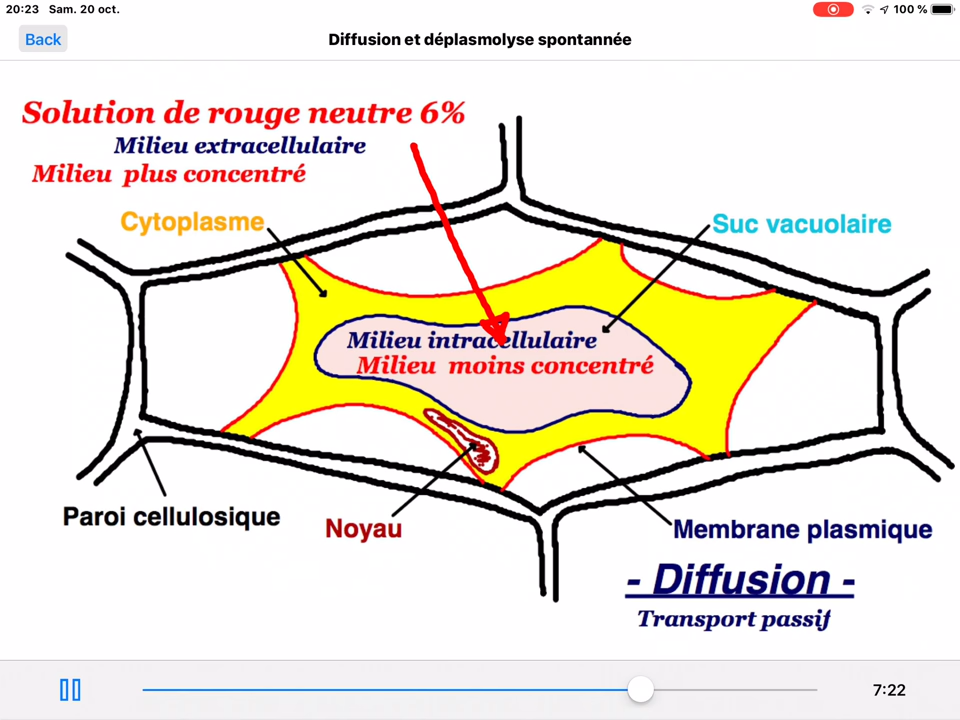 20:23 Sam. 20 oct.
100 %
Back
Diffusion et déplasmolyse spontannée
Solution de rouge neutre 6%
Milieu extracellulaire
Milieu plus concentré
Cytoplasme
Suc vacuolaire
Milieu intracellulaire
Milieu moins concentré
Paroi cellulosique
Noyau
Membrane plasmique
- Diffusion -
Transport passif
7:22